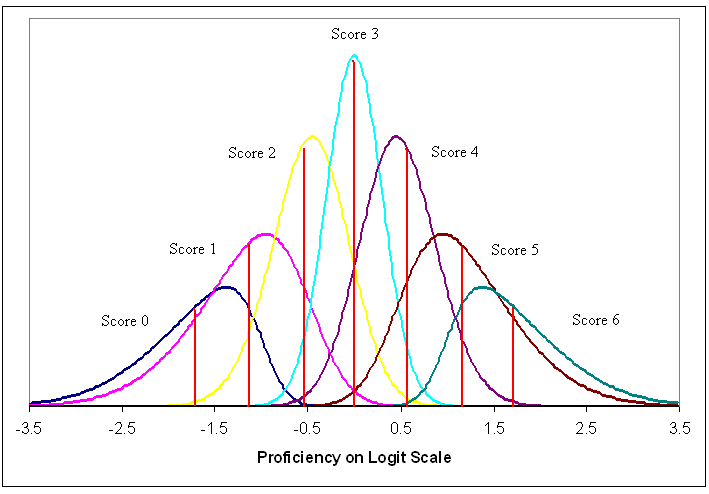 Score 3
Score 2
Score 4
Score 1
Score 5
Score 0
Score 6
-3.5 -2.5 -1.5 -0.5 0.5 1.5 2.5 3.5
Proficiency on Logit Scale